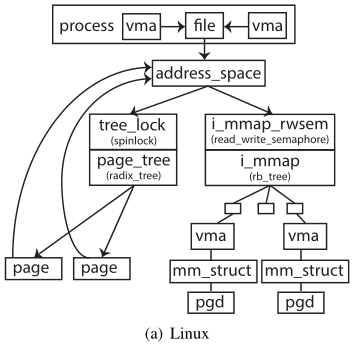 process vma file vma
address_space
tree_lock
(spinlock)
page_tree
(radix_tree)
i_mmap_rwsem
(read_write_semaphore)
i_mmap
(rb_tree)
vma vma
page page mm_struct mm_struct
pgd pgd
(a) Linux